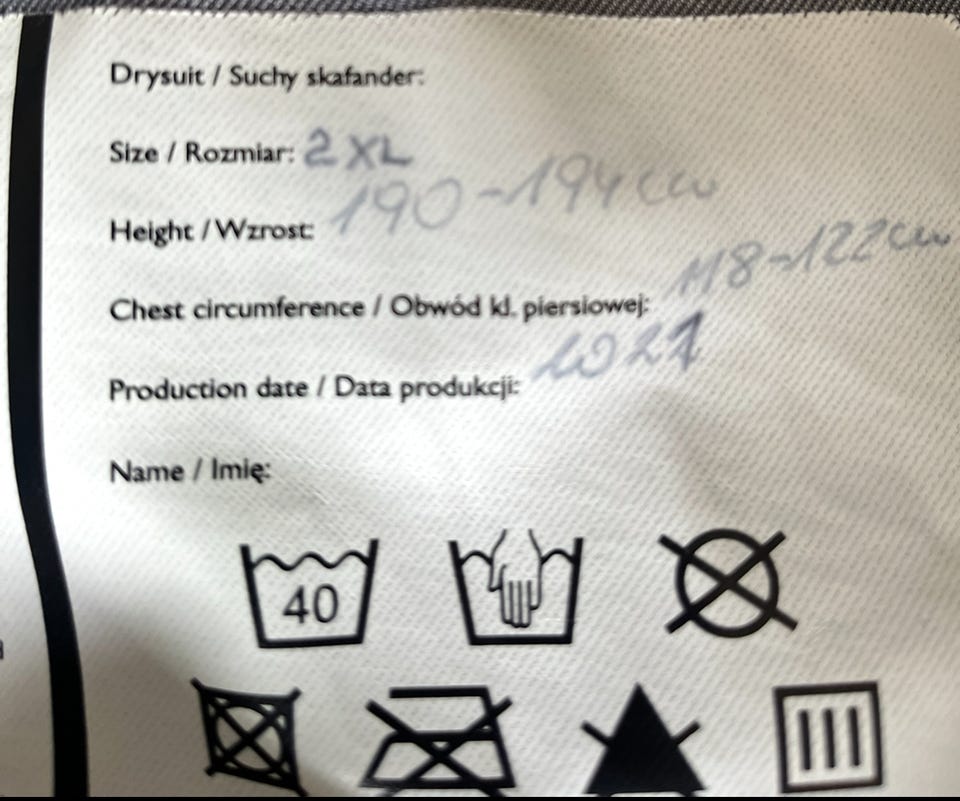 Drysuit / Suchy skafander:
Size / Rozmiar: 2XL
Height / Wzrost: 190-194cm
Chest circumference / Obwód kl. piersiowej: 118-122cm
Production date / Data produkcji: 2021
Name / Imię:
40